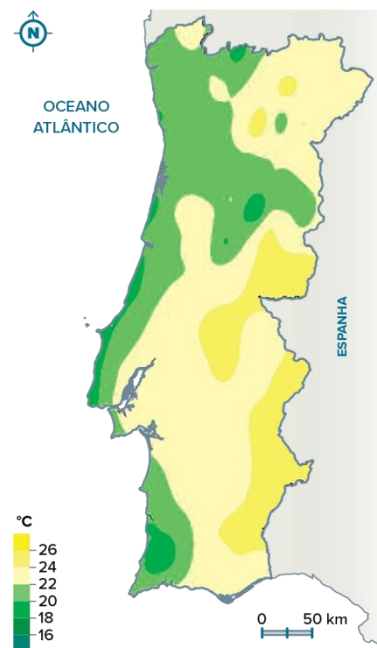 N
OCEANO
ATLÂNTICO
ESPANHA
°C
26
24
22
20
18
16
0 50 km